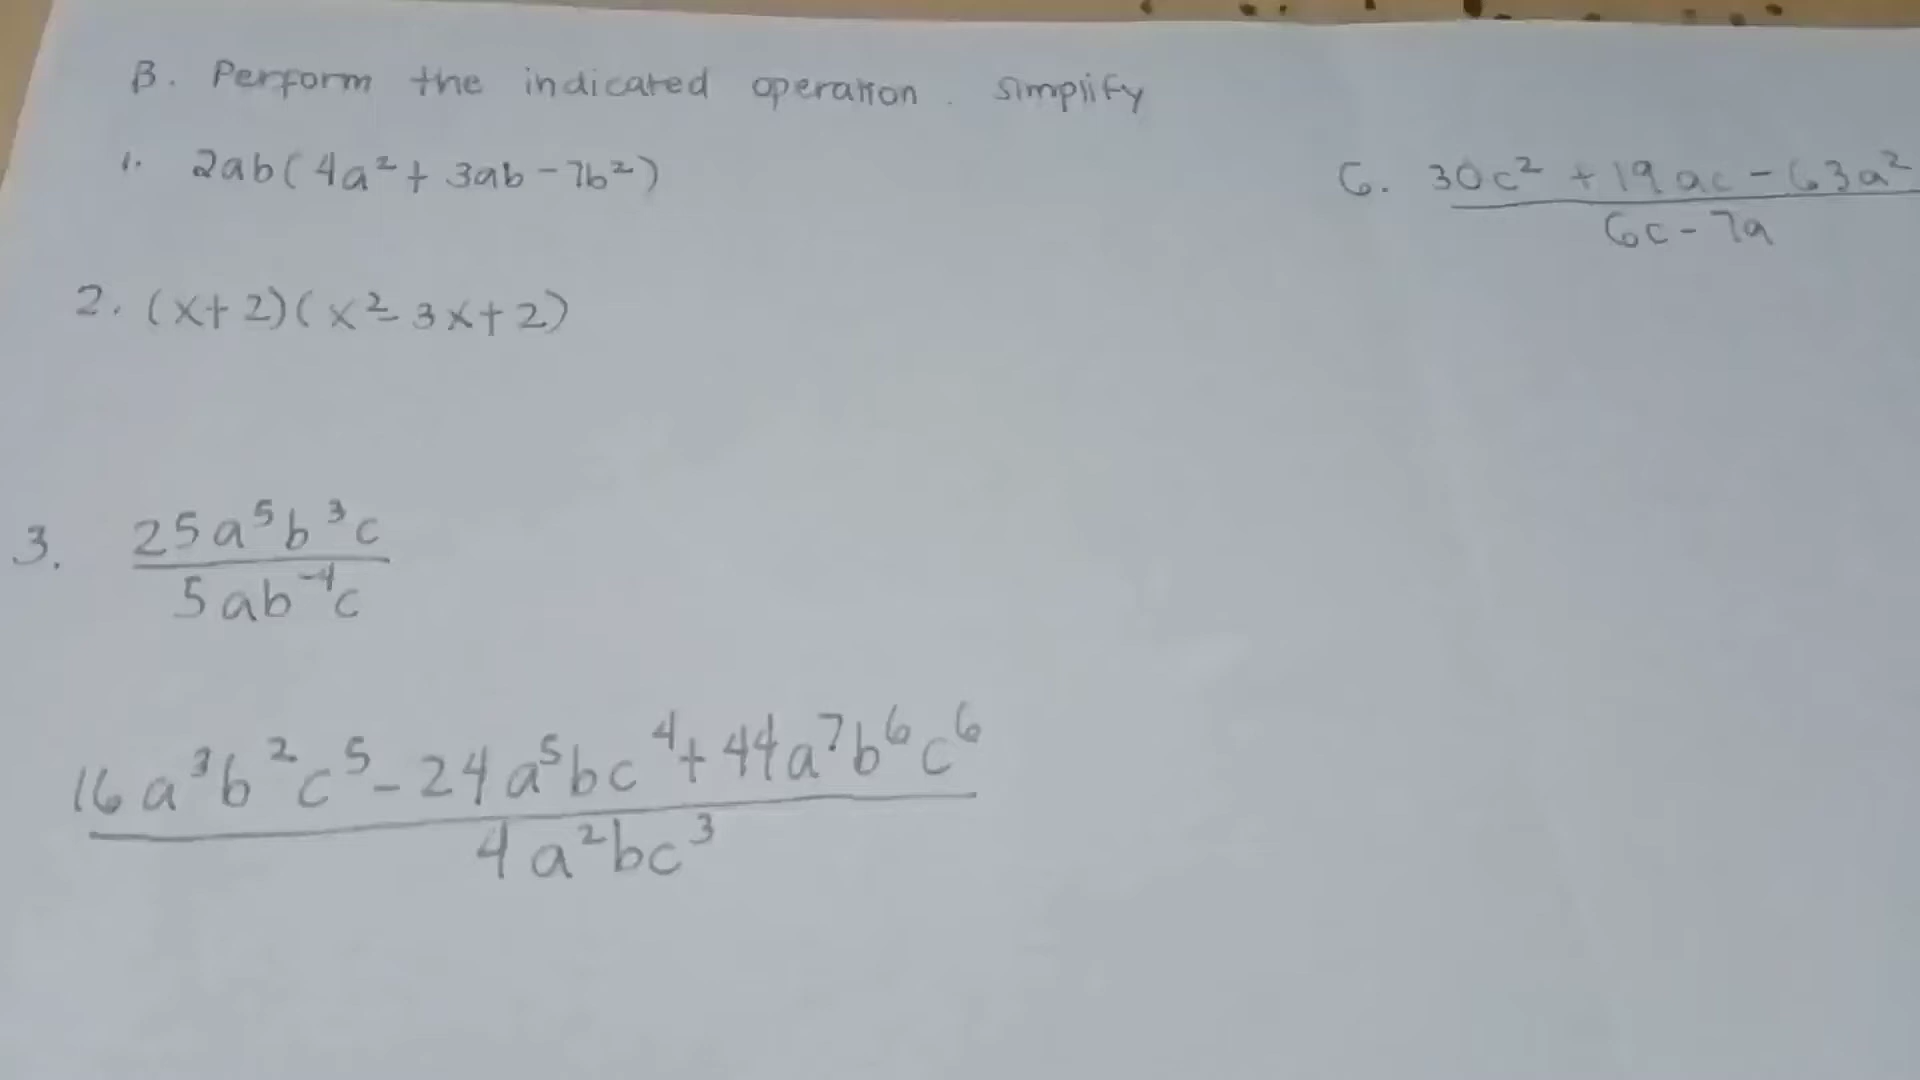 B. Perform the indicated operation. simplify
1. 2ab(4a²+3ab-7b²)
2. (x+2)(x²-3x+2)
3. 25a⁵b³c
5ab⁻⁴c
16a³b²c⁵-24a⁵bc⁴+44a⁷b⁶c⁶
4a²bc³
6. 30c²+19ac-63a²
6c-7a